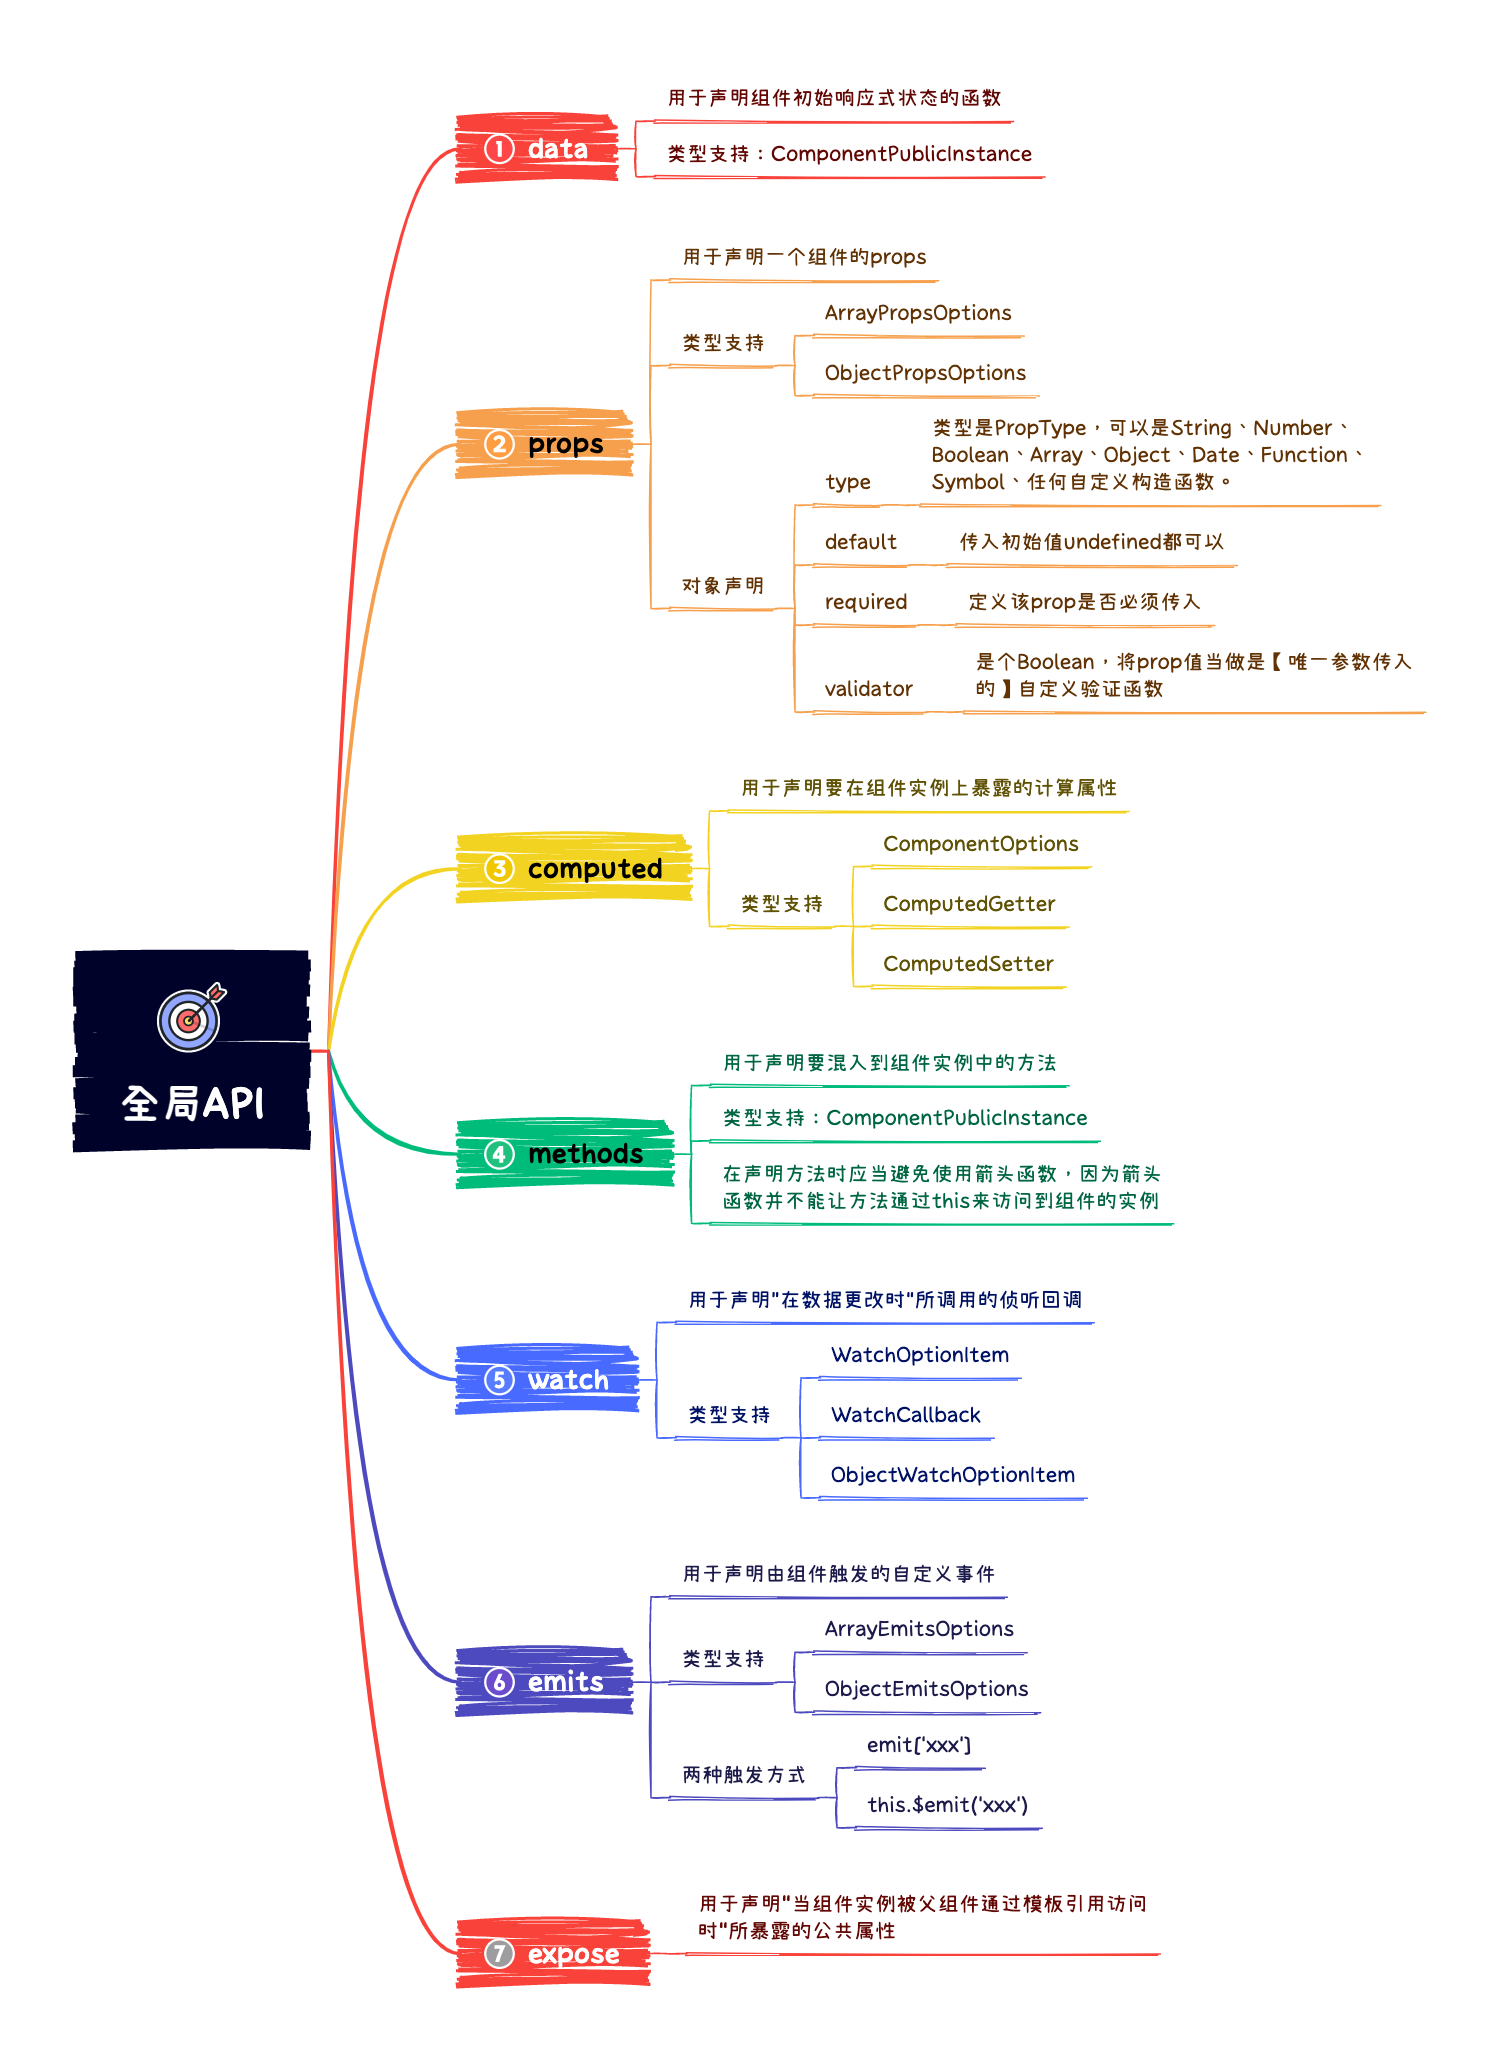 全局API
① data
用于声明组件初始响应式状态的函数
类型支持：ComponentPublicInstance
② props
用于声明一个组件的props
类型支持
ArrayPropsOptions
ObjectPropsOptions
对象声明
type
类型是PropType，可以是String、Number、
Boolean、Array、Object、Date、Function、
Symbol、任何自定义构造函数。
default
传入初始值undefined都可以
required
定义该prop是否必须传入
validator
是个Boolean，将prop值当做是【唯一参数传入
的】自定义验证函数
③ computed
用于声明要在组件实例上暴露的计算属性
类型支持
ComponentOptions
ComputedGetter
ComputedSetter
④ methods
用于声明要混入到组件实例中的方法
类型支持：ComponentPublicInstance
在声明方法时应当避免使用箭头函数，因为箭头
函数并不能让方法通过this来访问到组件的实例
⑤ watch
用于声明"在数据更改时"所调用的侦听回调
类型支持
WatchOptionItem
WatchCallback
ObjectWatchOptionItem
⑥ emits
用于声明由组件触发的自定义事件
类型支持
ArrayEmitsOptions
ObjectEmitsOptions
两种触发方式
emit['xxx']
this.$emit('xxx')
⑦ expose
用于声明"当组件实例被父组件通过模板引用访问
时"所暴露的公共属性